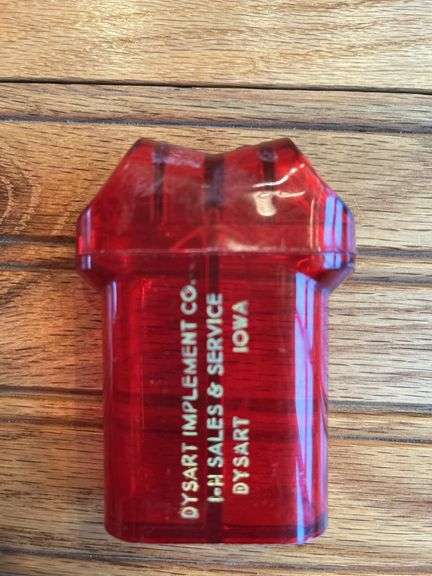 DYSART IMPLEMENT CO.
I•H SALES & SERVICE
DYSART IOWA